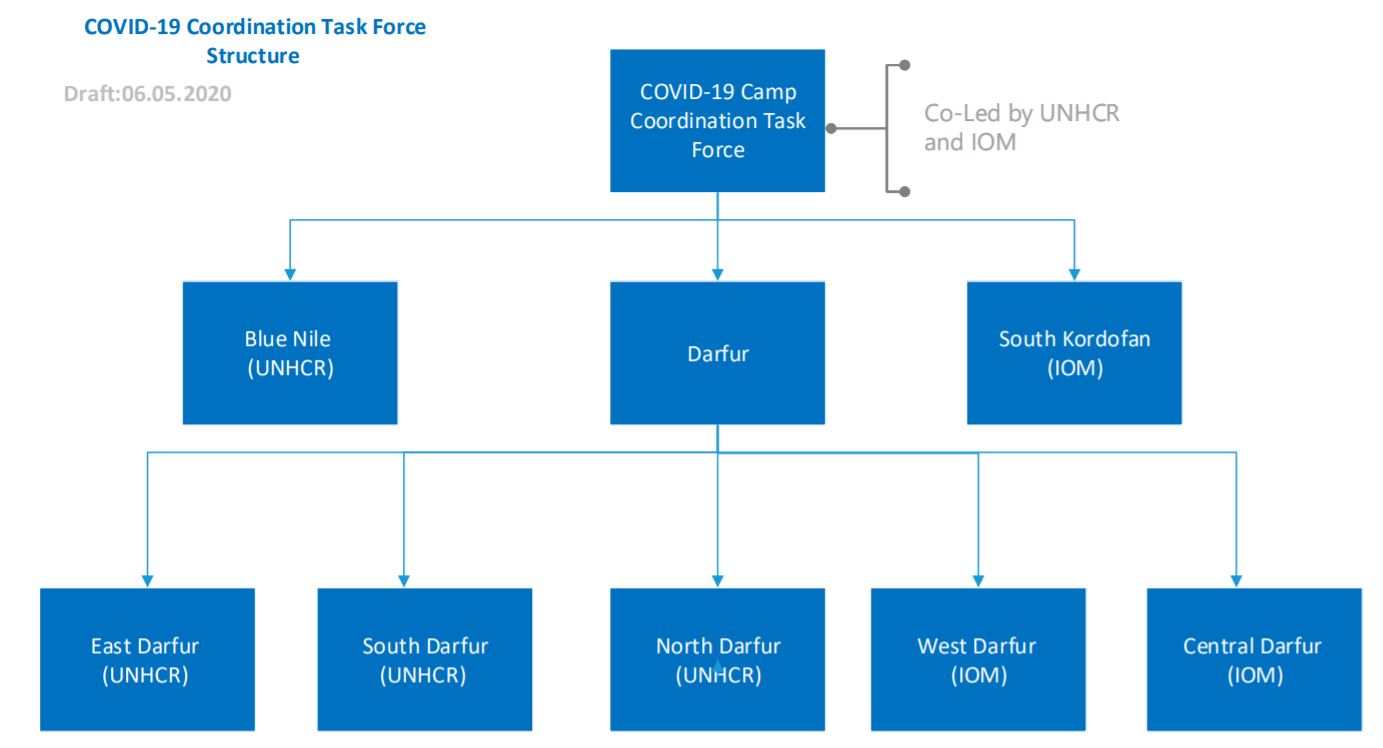 COVID-19 Coordination Task Force
Structure
Draft:06.05.2020
COVID-19 Camp
Coordination Task
Force
Co-Led by UNHCR
and IOM
Blue Nile
(UNHCR)
Darfur
South Kordofan
(IOM)
East Darfur
(UNHCR)
South Darfur
(UNHCR)
North Darfur
(UNHCR)
West Darfur
(IOM)
Central Darfur
(IOM)